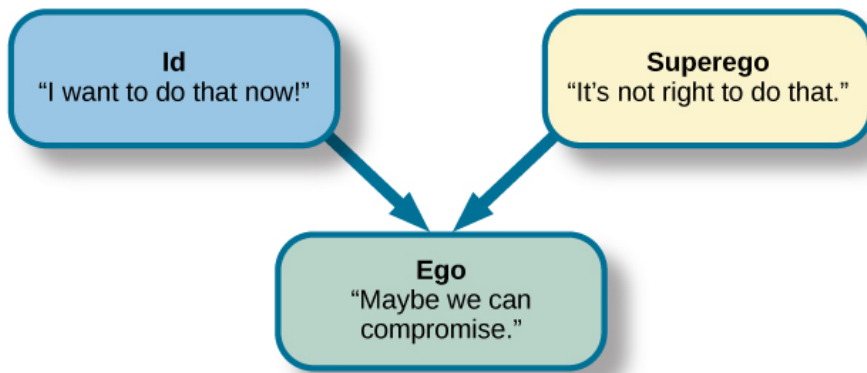 Id
“I want to do that now!”
Superego
“It’s not right to do that.”
Ego
“Maybe we can
compromise.”